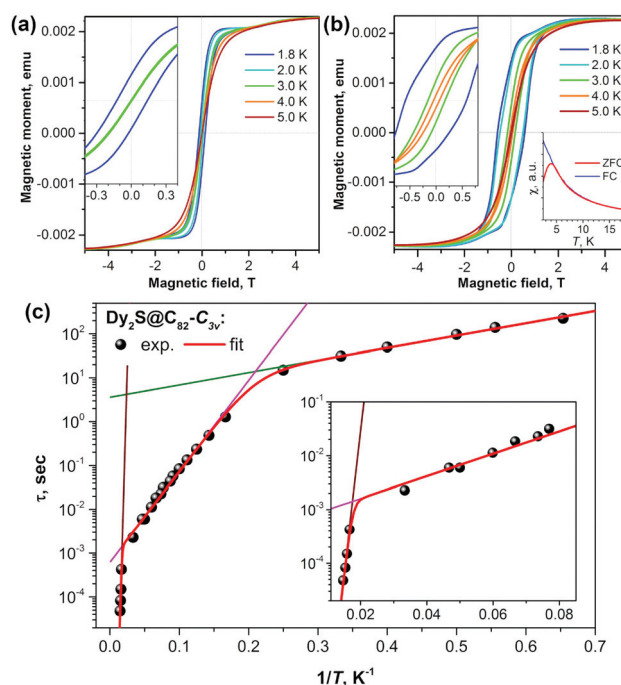 (a)
0.002
0.001
0.000
-0.001
-0.002
Magnetic moment, emu
-0.3 0.0 0.3
1.8 K
2.0 K
3.0 K
4.0 K
5.0 K
-4 -2 0 2 4
Magnetic field, T
(b)
0.002
0.001
0.000
-0.001
-0.002
Magnetic moment, emu
-0.5 0.0 0.5
1.8 K
2.0 K
3.0 K
4.0 K
5.0 K
χ, a.u.
ZFC
FC
5 10 15
T, K
-4 -2 0 2 4
Magnetic field, T
(c)
Dy2S@C82-C3v:
exp. fit
10^2
10^1
10^0
10^-1
10^-2
10^-3
10^-4
τ, sec
10^-1
10^-2
10^-3
10^-4
0.02 0.04 0.06 0.08
0.0 0.1 0.2 0.3 0.4 0.5 0.6 0.7
1/T, K^-1